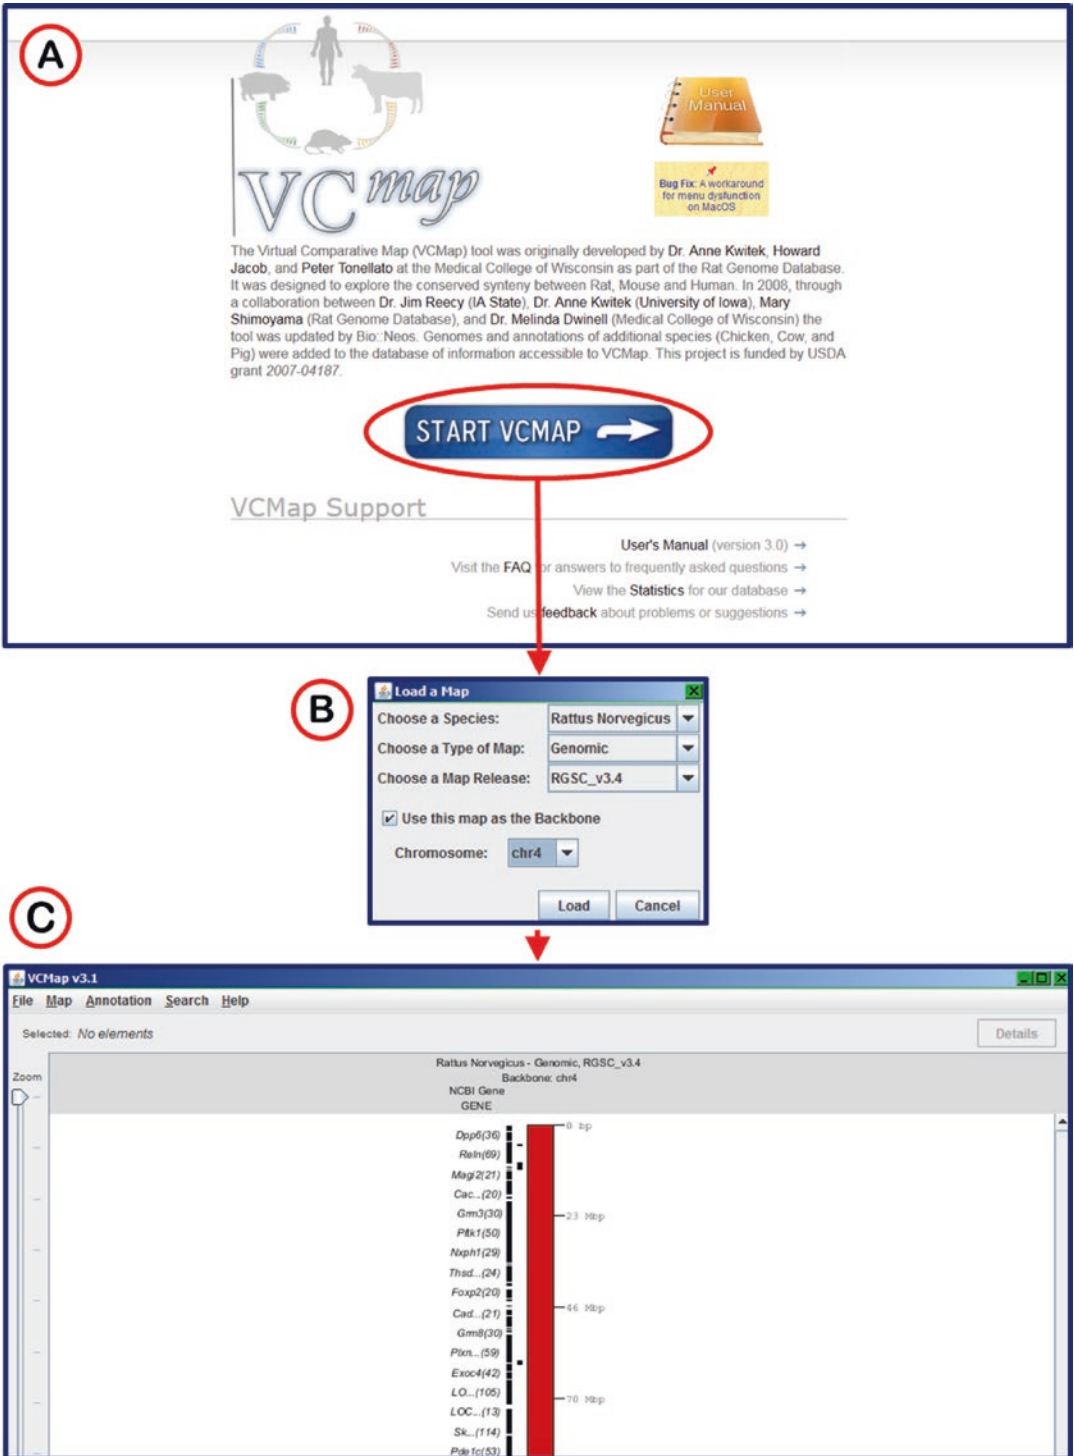 A
User
Manual
VC map
Bug Fix: A workaround
for menu dysfunction
on MacOS
The Virtual Comparative Map (VCMap) tool was originally developed by Dr. Anne Kwitek, Howard
Jacob, and Peter Tonellato at the Medical College of Wisconsin as part of the Rat Genome Database.
It was designed to explore the conserved synteny between Rat, Mouse and Human. In 2008, through
a collaboration between Dr. Jim Reecy (IA State), Dr. Anne Kwitek (University of Iowa), Mary
Shimoyama (Rat Genome Database), and Dr. Melinda Dwinell (Medical College of Wisconsin) the
tool was updated by Bio::Neos. Genomes and annotations of additional species (Chicken, Cow, and
Pig) were added to the database of information accessible to VCMap. This project is funded by USDA
grant 2007-04187.
START VCMAP
VCMap Support
User's Manual (version 3.0) →
Visit the FAQ for answers to frequently asked questions →
View the Statistics for our database →
Send us feedback about problems or suggestions →
B
Load a Map
Choose a Species: Rattus Norvegicus
Choose a Type of Map: Genomic
Choose a Map Release: RGSC_v3.4
Use this map as the Backbone
Chromosome: chr4
Load Cancel
C
VCMap v3.1
File Map Annotation Search Help
Selected: No elements
Details
Zoom
Rattus Norvegicus - Genomic, RGSC_v3.4
Backbone: chr4
NCBI Gene
GENE
0 bp
Dpp6(36)
Reln(69)
Magi2(21)
Cac...(20)
Grm3(30)
23 Mbp
Pftk1(50)
Nxph1(29)
Thsd...(24)
Foxp2(20)
Cad...(21)
46 Mbp
Grm8(30)
Plxn...(59)
Exoc4(42)
LO...(105)
70 Mbp
LOC...(13)
Sk...(114)
Pde1c(53)